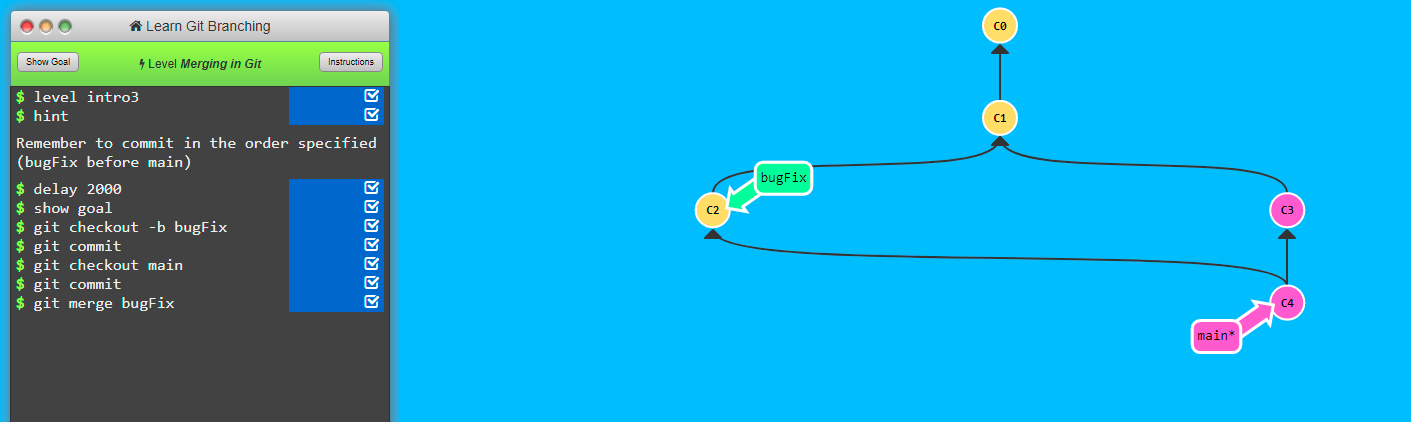 Learn Git Branching
Show Goal
Level Merging in Git
Instructions
$ level intro3
$ hint
Remember to commit in the order specified
(bugFix before main)
$ delay 2000
$ show goal
$ git checkout -b bugFix
$ git commit
$ git checkout main
$ git commit
$ git merge bugFix
C0
C1
bugFix
C2
C3
C4
main*